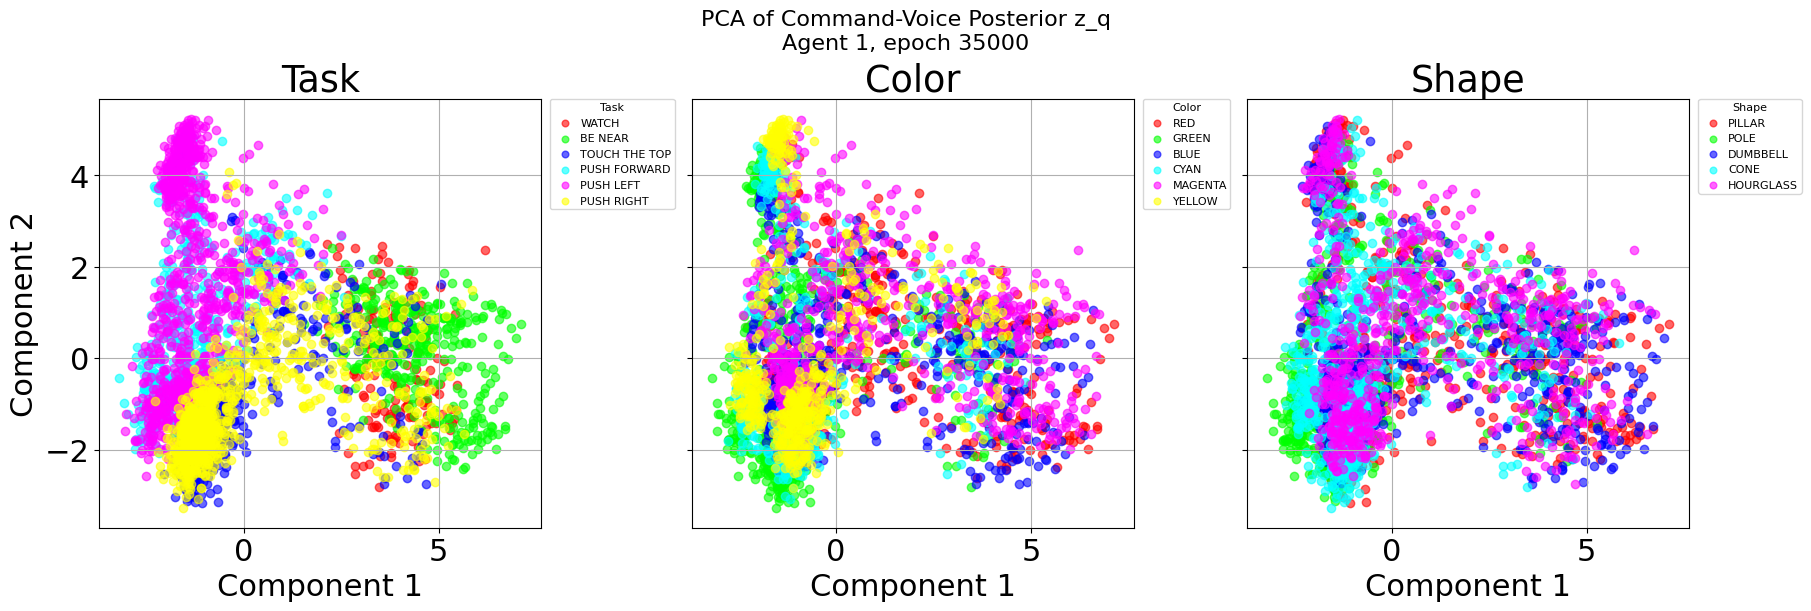 PCA of Command-Voice Posterior z_q
Agent 1, epoch 35000
Task
Component 2
4
2
0
−2
0 5
Component 1
Task
WATCH
BE NEAR
TOUCH THE TOP
PUSH FORWARD
PUSH LEFT
PUSH RIGHT
Color
0 5
Component 1
Color
RED
GREEN
BLUE
CYAN
MAGENTA
YELLOW
Shape
0 5
Component 1
Shape
PILLAR
POLE
DUMBBELL
CONE
HOURGLASS